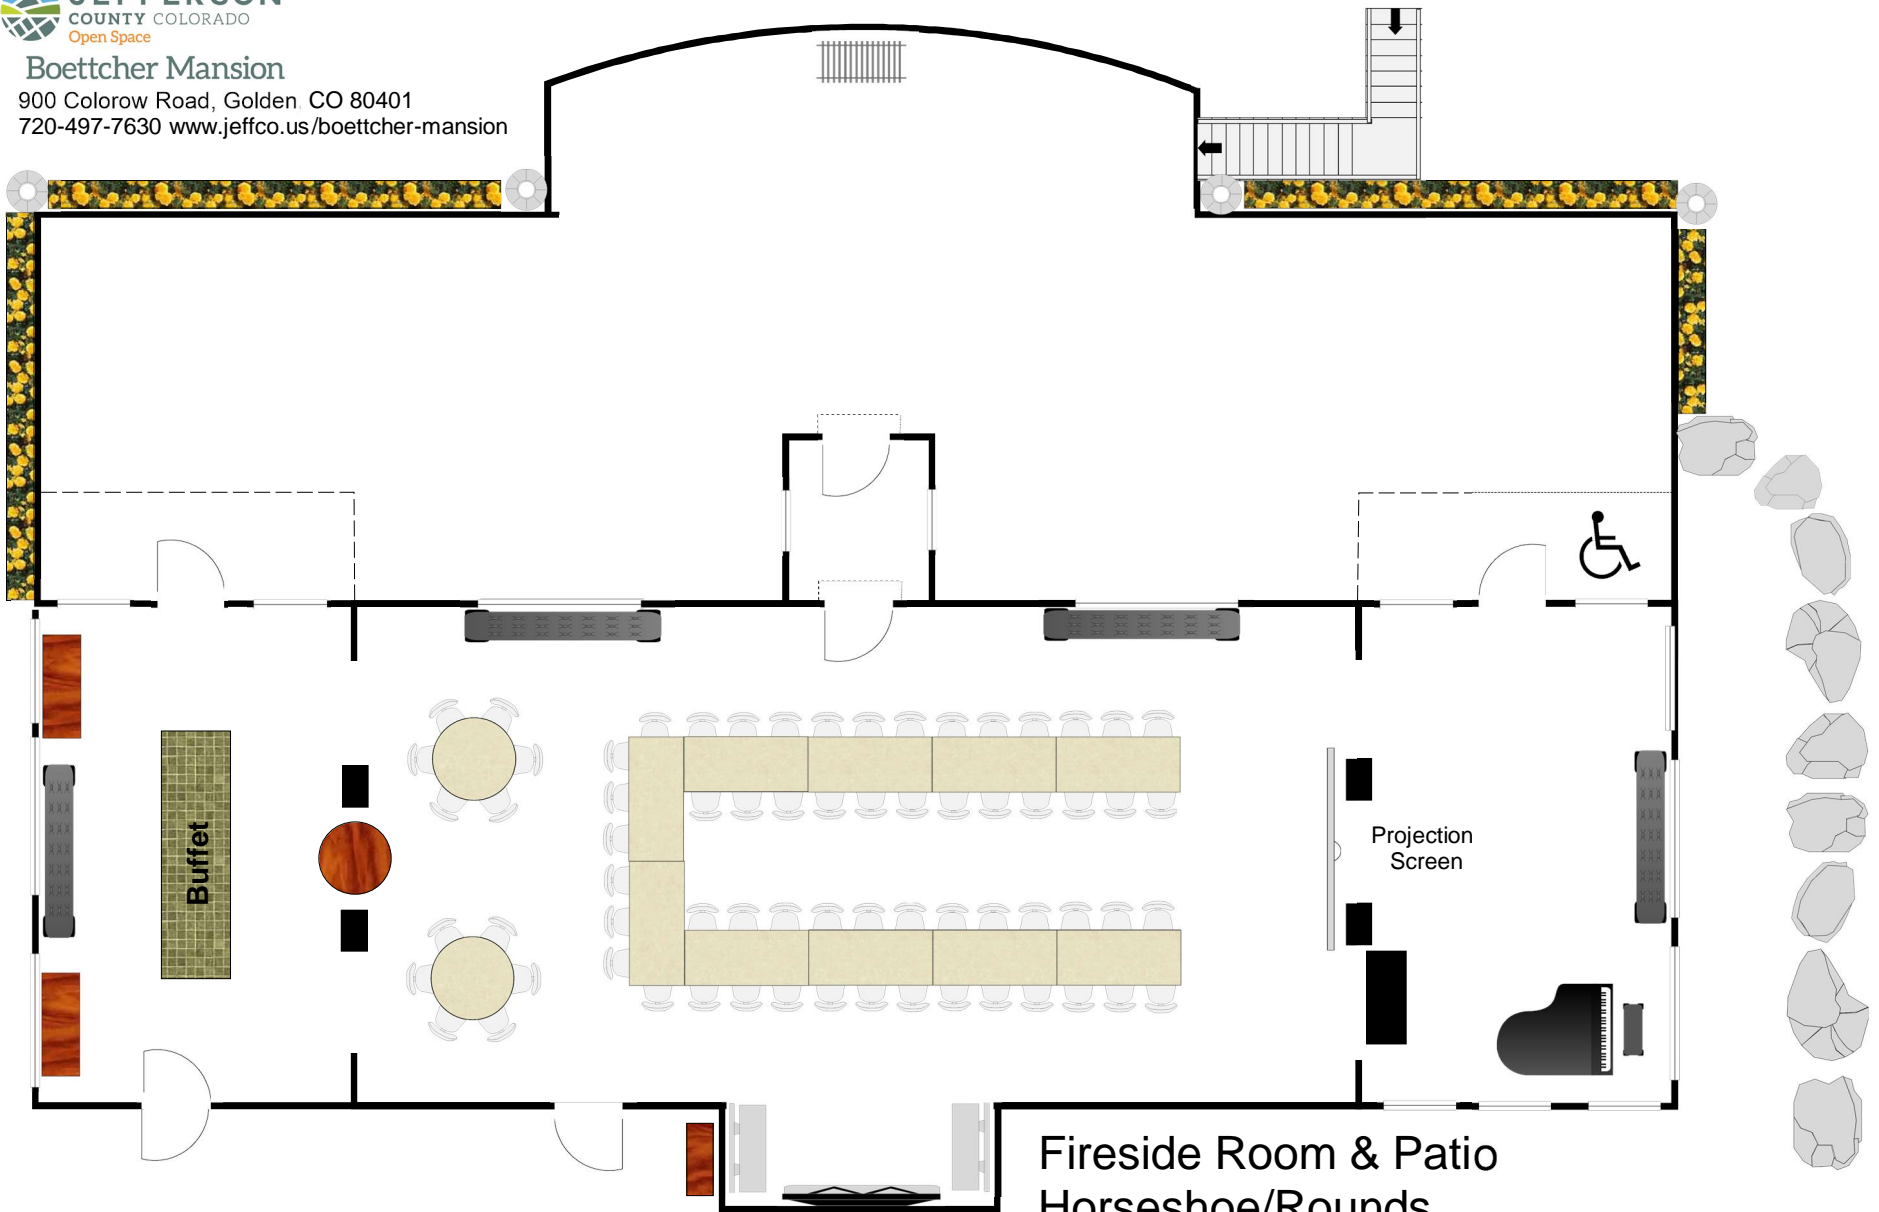 JEFFERSON
COUNTY COLORADO
Open Space
Boettcher Mansion
900 Colorow Road, Golden, CO 80401
720-497-7630 www.jeffco.us/boettcher-mansion
Buffet
Projection
Screen
Fireside Room & Patio
Horseshoe/Rounds